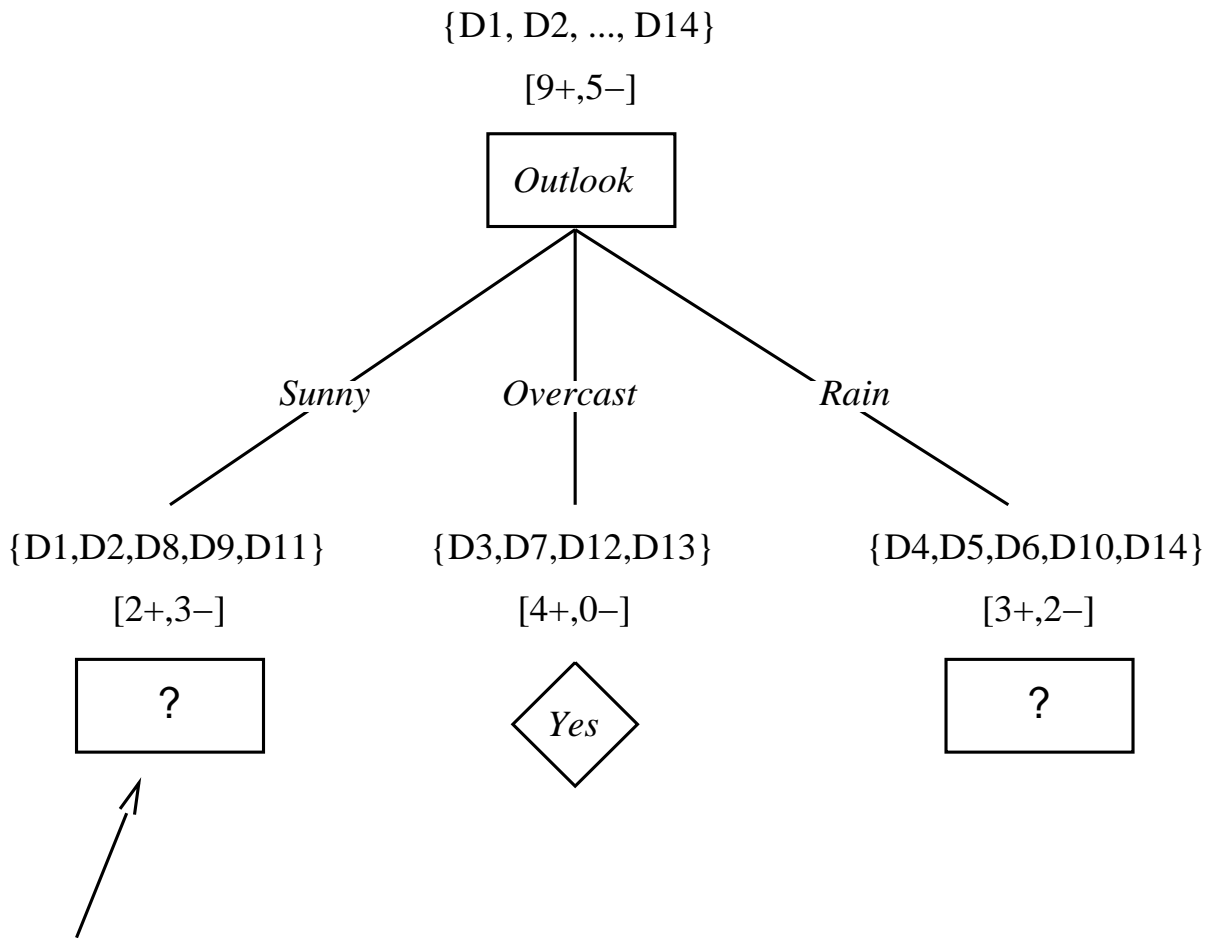 {D1, D2, ..., D14}
[9+,5−]
Outlook
Sunny Overcast Rain
{D1,D2,D8,D9,D11} {D3,D7,D12,D13} {D4,D5,D6,D10,D14}
[2+,3−] [4+,0−] [3+,2−]
? Yes ?